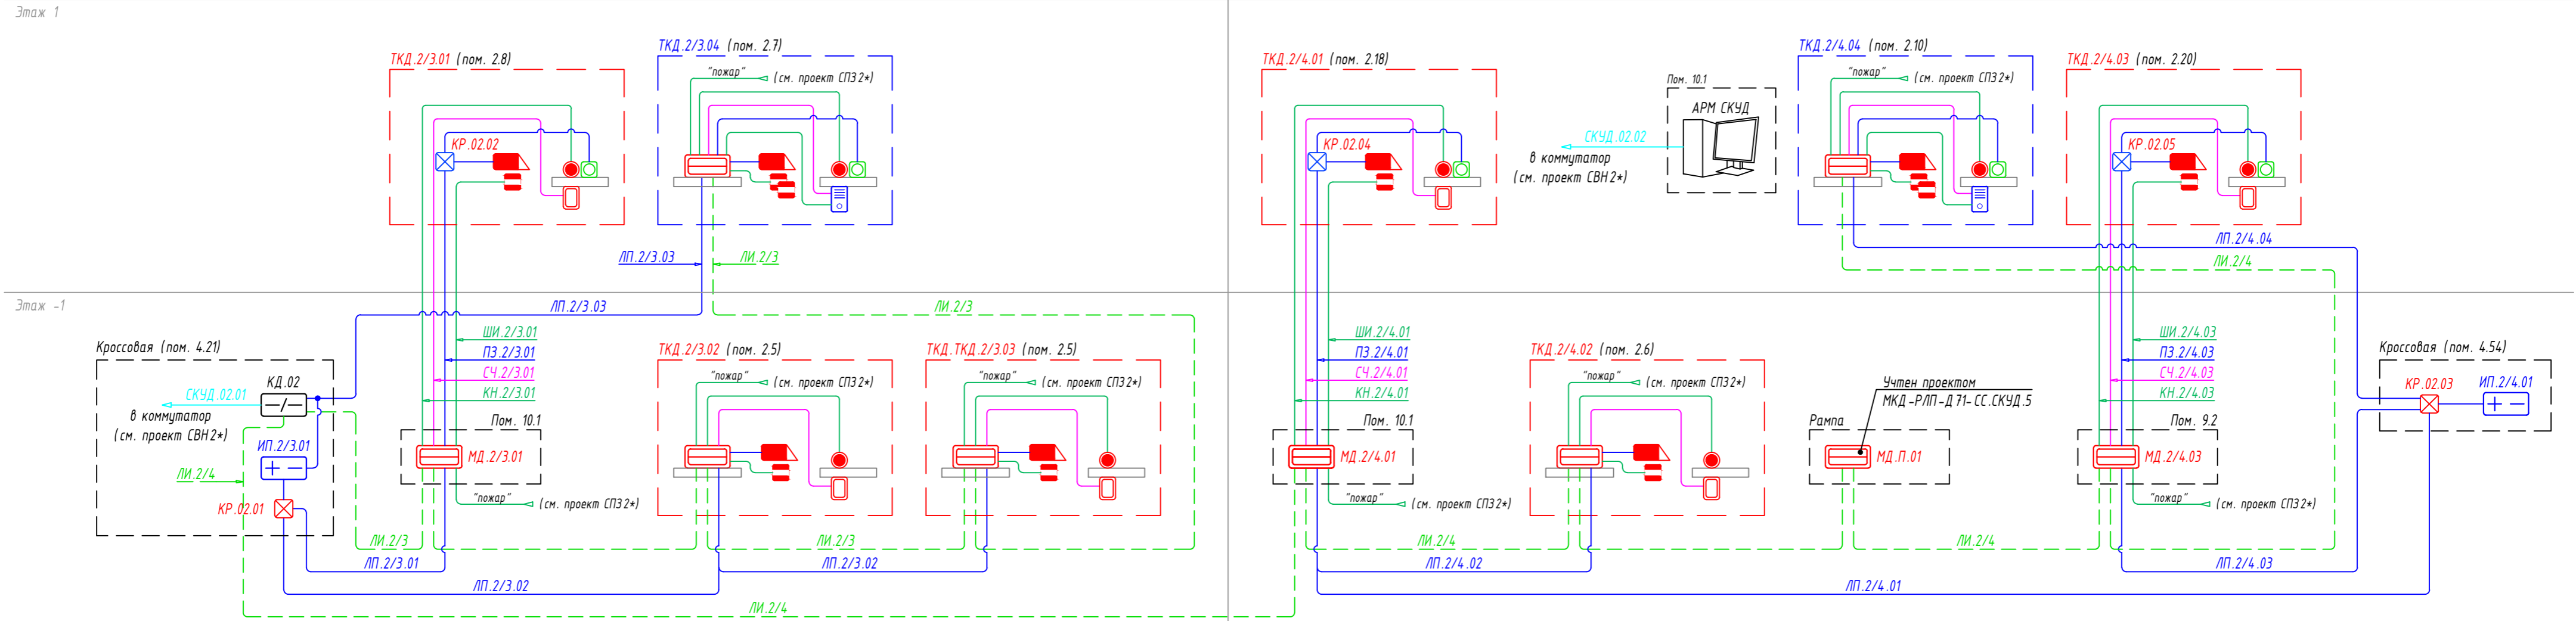 Этаж 1
ТКД.2/3.01 (пом. 2.8)
КР.02.02
ТКД.2/3.04 (пом. 2.7)
"пожар"
(см. проект СПЗ2*)
ЛП.2/3.03
ЛИ.2/3
ТКД.2/4.01 (пом. 2.18)
КР.02.04
СКУД.02.02
в коммутатор
(см. проект СВН2*)
Пом. 10.1
АРМ СКУД
ТКД.2/4.04 (пом. 2.10)
"пожар"
(см. проект СПЗ2*)
ТКД.2/4.03 (пом. 2.20)
КР.02.05
ЛП.2/4.04
ЛИ.2/4
Этаж -1
ЛП.2/3.03
ЛИ.2/3
Кроссовая (пом. 4.21)
СКУД.02.01
в коммутатор
(см. проект СВН2*)
КД.02
ИП.2/3.01
ЛИ.2/4
КР.02.01
ШИ.2/3.01
ПЗ.2/3.01
СЧ.2/3.01
КН.2/3.01
Пом. 10.1
МД.2/3.01
"пожар"
(см. проект СПЗ2*)
ТКД.2/3.02 (пом. 2.5)
"пожар"
(см. проект СПЗ2*)
ТКД.ТКД.2/3.03 (пом. 2.5)
"пожар"
(см. проект СПЗ2*)
ЛИ.2/3
ЛИ.2/3
ЛП.2/3.01
ЛП.2/3.02
ЛП.2/3.02
ЛИ.2/4
ШИ.2/4.01
ПЗ.2/4.01
СЧ.2/4.01
КН.2/4.01
Пом. 10.1
МД.2/4.01
"пожар"
(см. проект СПЗ2*)
ТКД.2/4.02 (пом. 2.6)
"пожар"
(см. проект СПЗ2*)
Учтен проектом
МКД-РЛП-Д71-СС.СКУД.5
Рампа
МД.П.01
ШИ.2/4.03
ПЗ.2/4.03
СЧ.2/4.03
КН.2/4.03
Пом. 9.2
МД.2/4.03
"пожар"
(см. проект СПЗ2*)
Кроссовая (пом. 4.54)
КР.02.03
ИП.2/4.01
ЛИ.2/4
ЛИ.2/4
ЛП.2/4.02
ЛП.2/4.03
ЛП.2/4.01